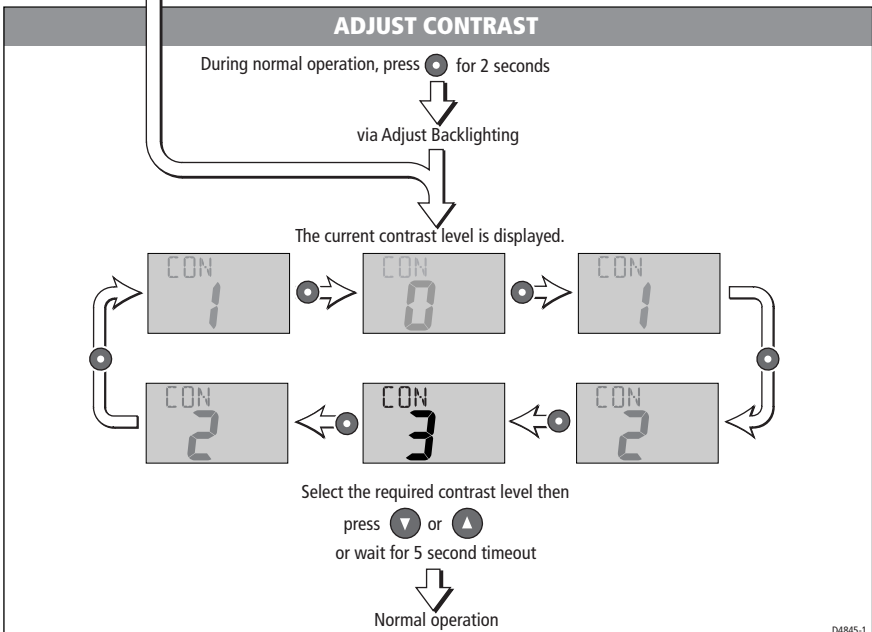 ADJUST CONTRAST
During normal operation, press for 2 seconds
via Adjust Backlighting
The current contrast level is displayed.
CON
1
CON
0
CON
1
CON
2
CON
3
CON
2
Select the required contrast level then
press or
or wait for 5 second timeout
Normal operation
D4845-1